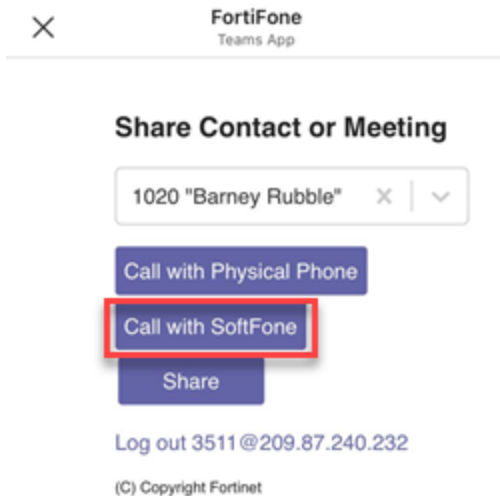 FortiFone
Teams App
Share Contact or Meeting
1020 "Barney Rubble"
Call with Physical Phone
Call with SoftFone
Share
Log out 3511@209.87.240.232
(C) Copyright Fortinet